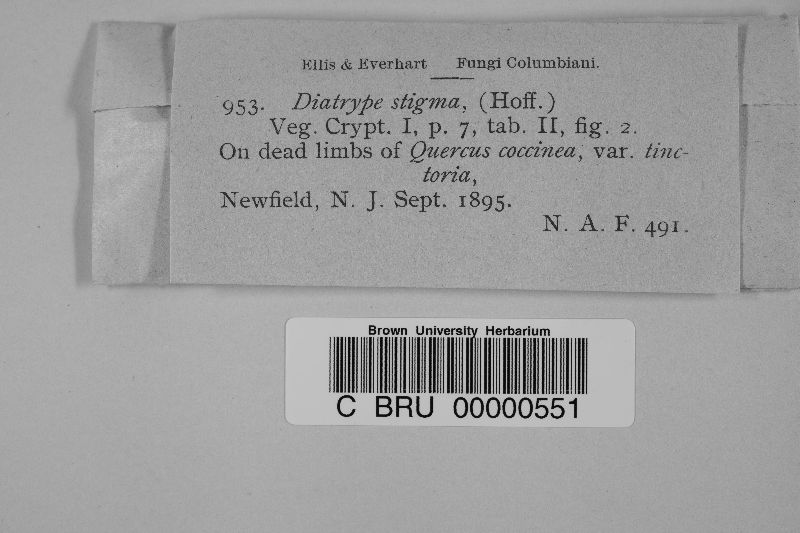 Ellis & Everhart Fungi Columbiani.
953. Diatrype stigma, (Hoff.)
Veg. Crypt. I, p. 7, tab. II, fig. 2.
On dead limbs of Quercus coccinea, var. tinc-
toria,
Newfield, N. J. Sept. 1895.
N. A. F. 491.
Brown University Herbarium
C BRU 00000551